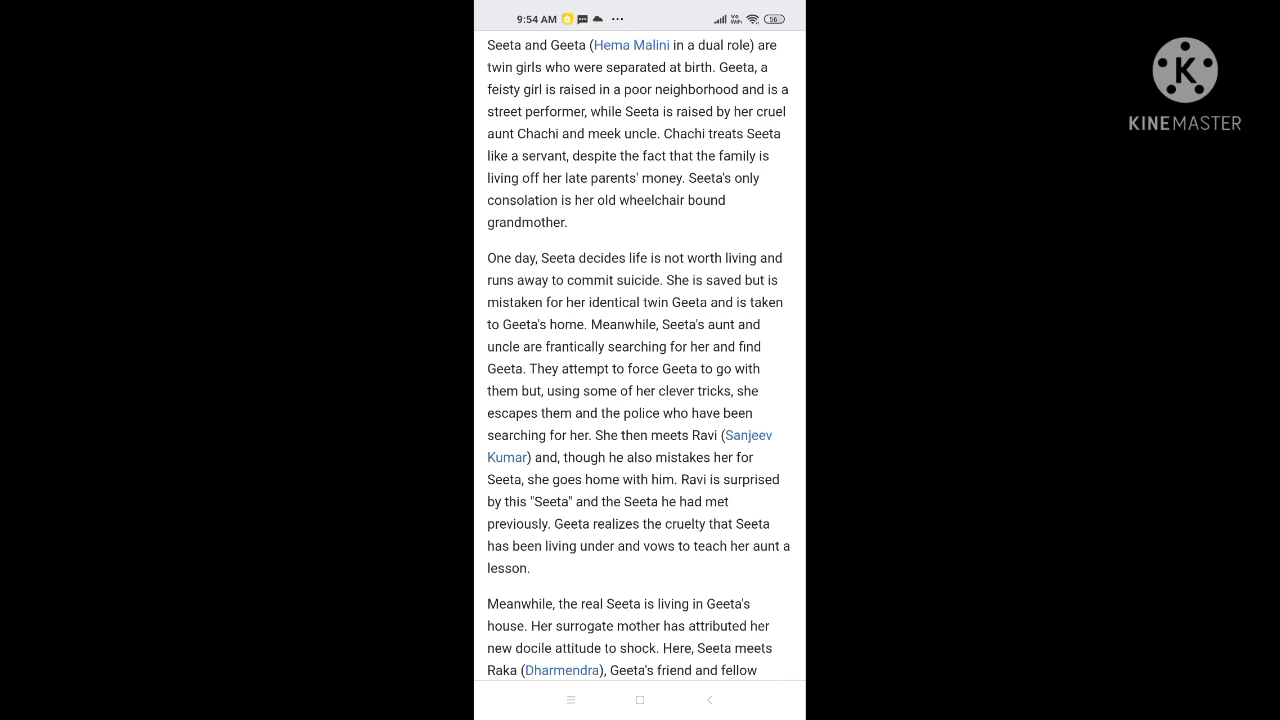 9:54 AM
Vo
WiFi
56
Seeta and Geeta (Hema Malini in a dual role) are
twin girls who were separated at birth. Geeta, a
feisty girl is raised in a poor neighborhood and is a
street performer, while Seeta is raised by her cruel
aunt Chachi and meek uncle. Chachi treats Seeta
like a servant, despite the fact that the family is
living off her late parents' money. Seeta's only
consolation is her old wheelchair bound
grandmother.
One day, Seeta decides life is not worth living and
runs away to commit suicide. She is saved but is
mistaken for her identical twin Geeta and is taken
to Geeta's home. Meanwhile, Seeta's aunt and
uncle are frantically searching for her and find
Geeta. They attempt to force Geeta to go with
them but, using some of her clever tricks, she
escapes them and the police who have been
searching for her. She then meets Ravi (Sanjeev
Kumar) and, though he also mistakes her for
Seeta, she goes home with him. Ravi is surprised
by this "Seeta" and the Seeta he had met
previously. Geeta realizes the cruelty that Seeta
has been living under and vows to teach her aunt a
lesson.
Meanwhile, the real Seeta is living in Geeta's
house. Her surrogate mother has attributed her
new docile attitude to shock. Here, Seeta meets
Raka (Dharmendra), Geeta's friend and fellow
K
KINEMASTER